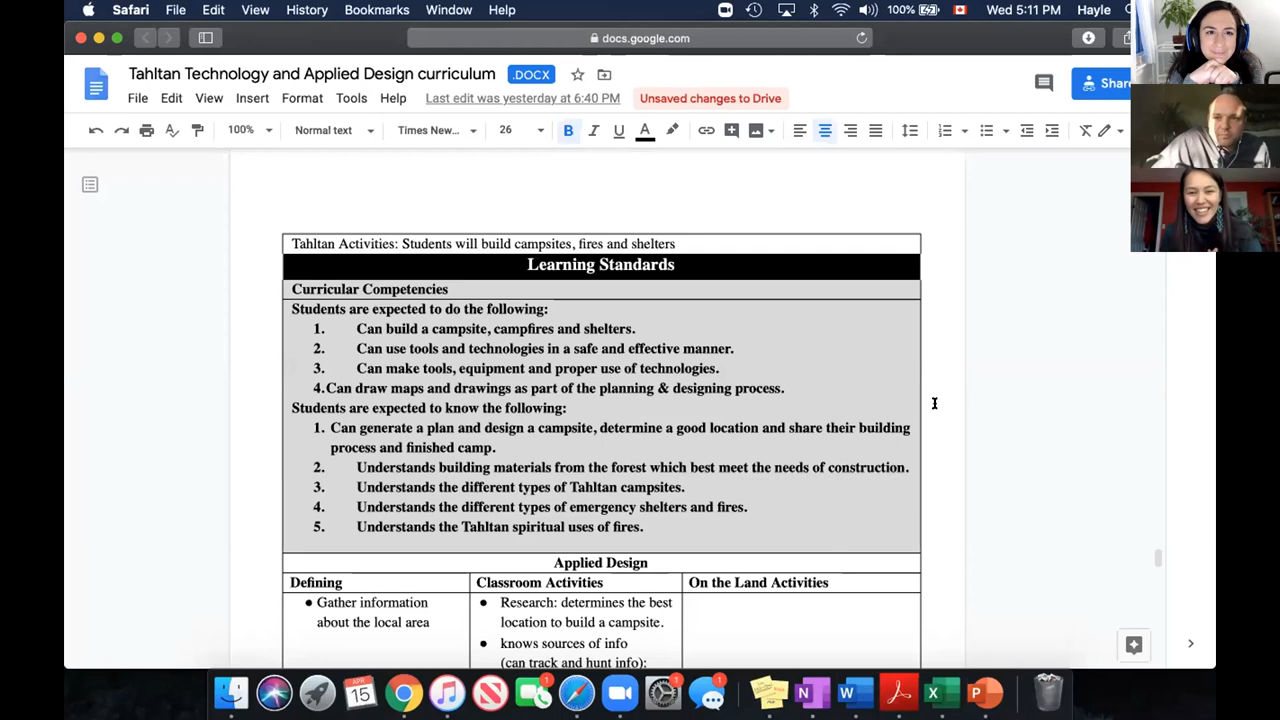 Safari File Edit View History Bookmarks Window Help 100% Wed 5:11 PM Hayle
docs.google.com
Tahltan Technology and Applied Design curriculum .DOCX
File Edit View Insert Format Tools Help Last edit was yesterday at 6:40 PM Unsaved changes to Drive Share
100% Normal text Times New... 26 B I U A
Tahltan Activities: Students will build campsites, fires and shelters
Learning Standards
Curricular Competencies
Students are expected to do the following:
1. Can build a campsite, campfires and shelters.
2. Can use tools and technologies in a safe and effective manner.
3. Can make tools, equipment and proper use of technologies.
4. Can draw maps and drawings as part of the planning & designing process.
Students are expected to know the following:
1. Can generate a plan and design a campsite, determine a good location and share their building
process and finished camp.
2. Understands building materials from the forest which best meet the needs of construction.
3. Understands the different types of Tahltan campsites.
4. Understands the different types of emergency shelters and fires.
5. Understands the Tahltan spiritual uses of fires.
Applied Design
Defining Classroom Activities On the Land Activities
● Gather information ● Research: determines the best
about the local area location to build a campsite.
● knows sources of info
(can track and hunt info);
APR
15 1 1 1